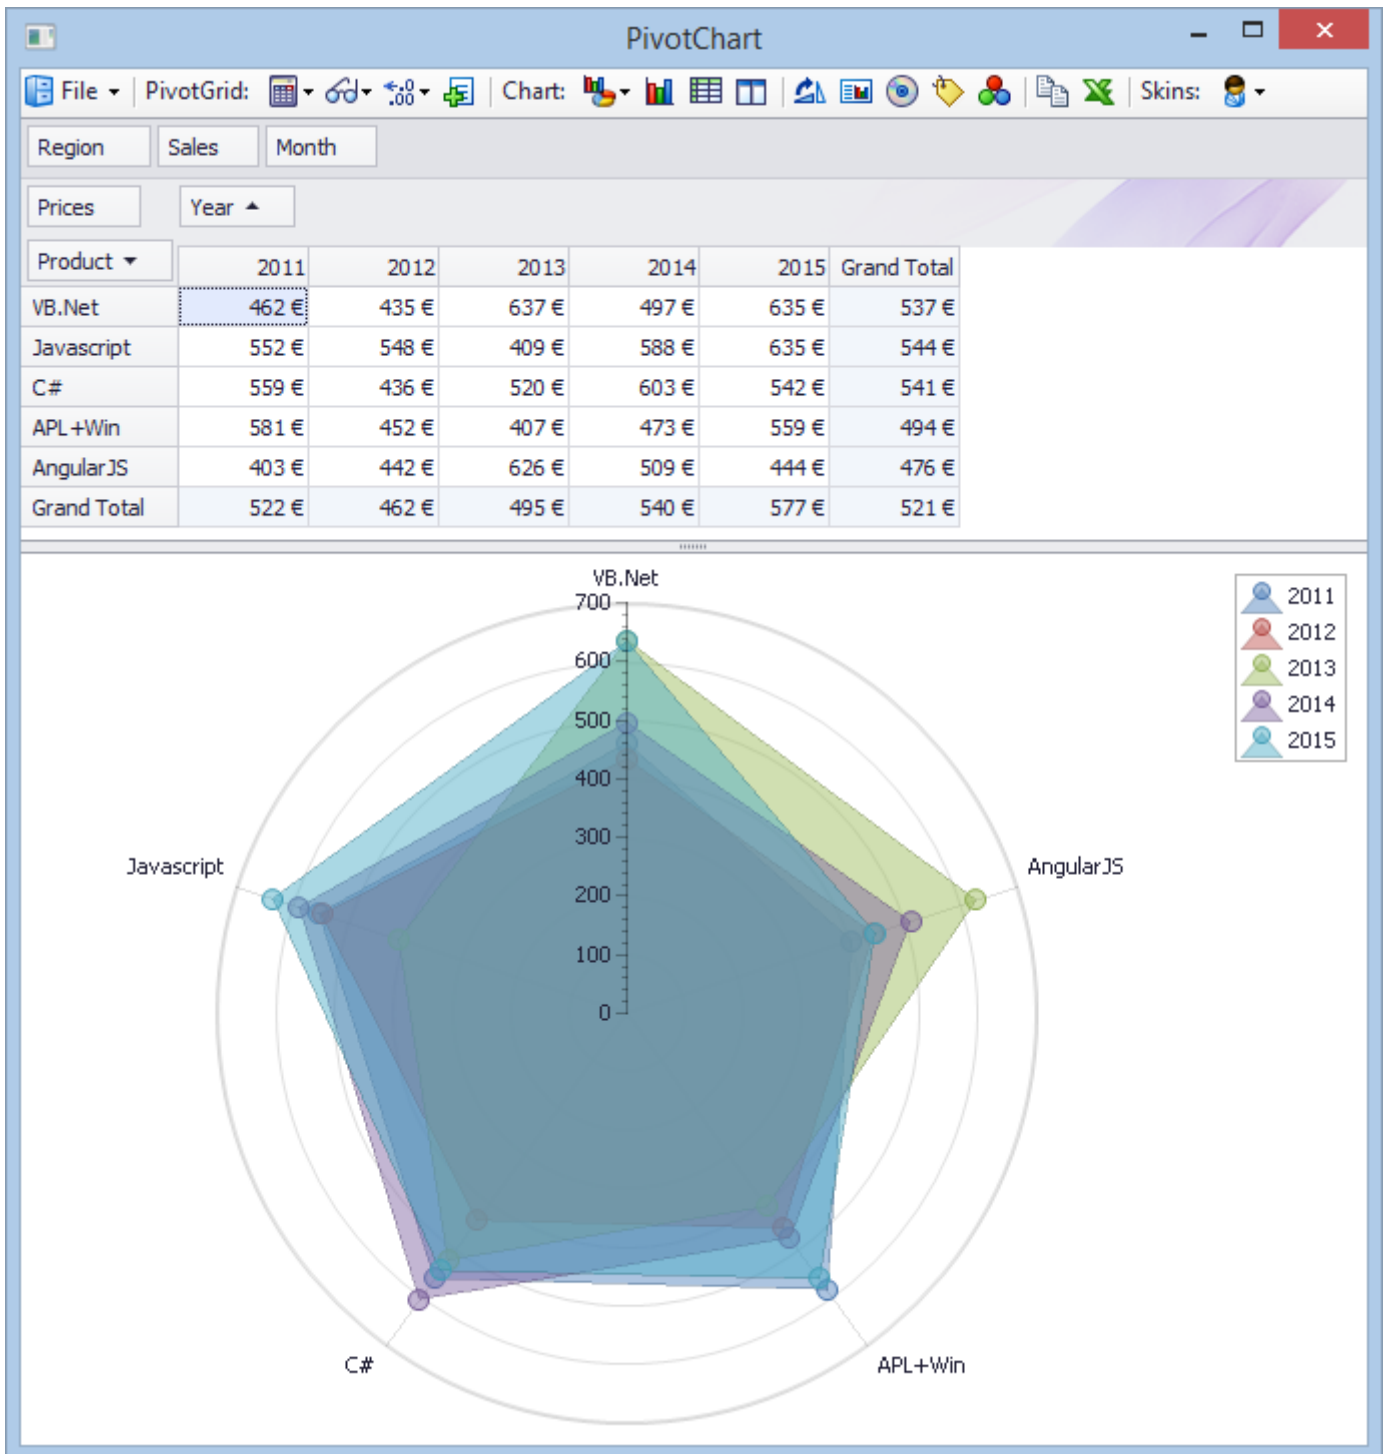 PivotChart
File PivotGrid: Chart: Skins:
Region Sales Month
Prices Year
Product 2011 2012 2013 2014 2015 Grand Total
VB.Net 462 € 435 € 637 € 497 € 635 € 537 €
Javascript 552 € 548 € 409 € 588 € 635 € 544 €
C# 559 € 436 € 520 € 603 € 542 € 541 €
APL+Win 581 € 452 € 407 € 473 € 559 € 494 €
AngularJS 403 € 442 € 626 € 509 € 444 € 476 €
Grand Total 522 € 462 € 495 € 540 € 577 € 521 €
VB.Net
700
600
500
400
300
200
100
0
Javascript
AngularJS
C#
APL+Win
2011
2012
2013
2014
2015